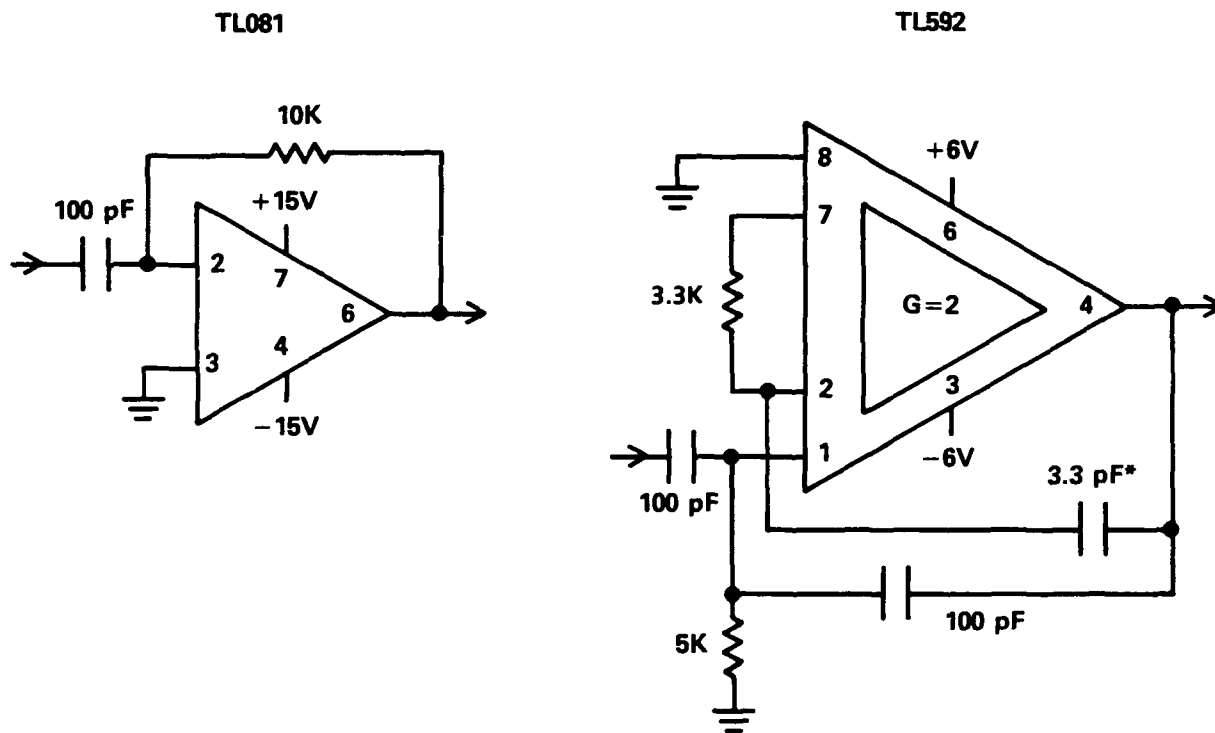 TL081
10K
100 pF
+15V
2
7
6
4
3
−15V
TL592
8
+6V
7
6
3.3K
G=2
4
2
3
1
−6V
100 pF
3.3 pF*
100 pF
5K